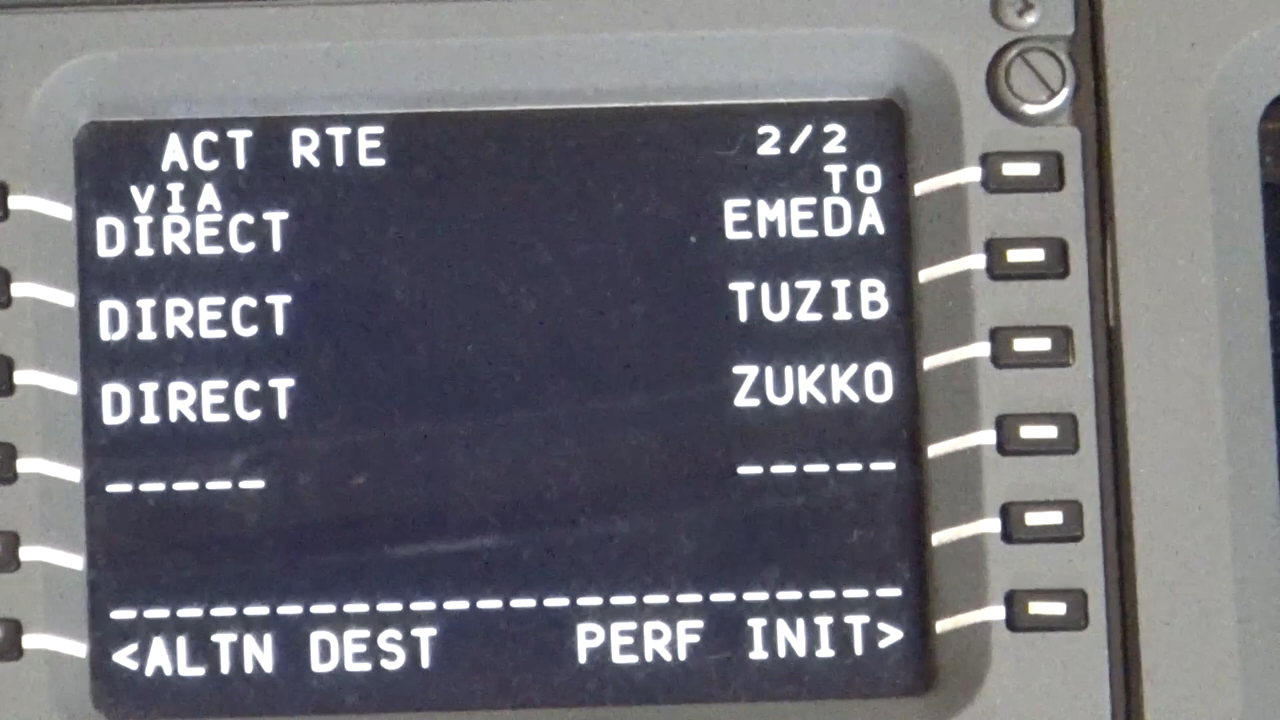 ACT RTE 2/2
VIA TO
DIRECT EMEDA
DIRECT TUZIB
DIRECT ZUKKO
----- -----
------------------------
<ALTN DEST PERF INIT>